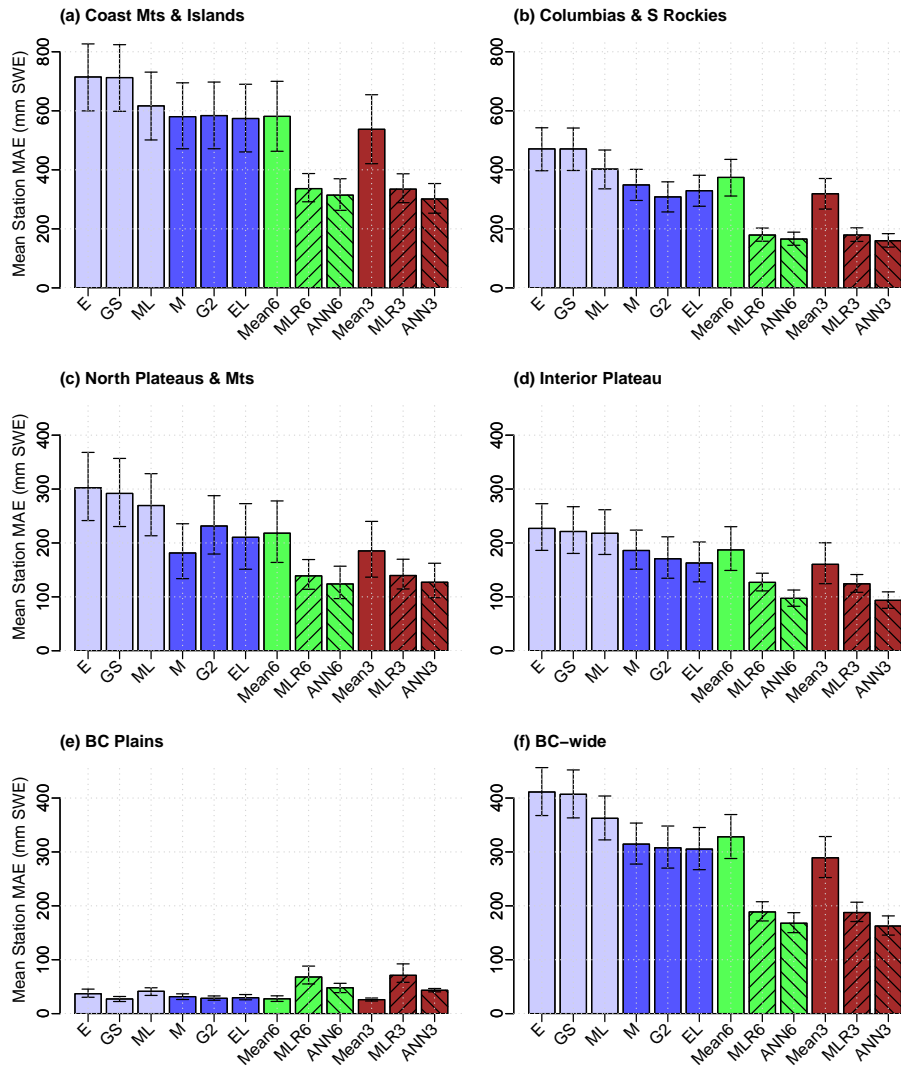 (a) Coast Mts & Islands
Mean Station MAE (mm SWE)
0 200 400 600 800
E GS ML M G2 EL Mean6 MLR6 ANN6 Mean3 MLR3 ANN3
(b) Columbias & S Rockies
0 200 400 600 800
E GS ML M G2 EL Mean6 MLR6 ANN6 Mean3 MLR3 ANN3
(c) North Plateaus & Mts
Mean Station MAE (mm SWE)
0 100 200 300 400
E GS ML M G2 EL Mean6 MLR6 ANN6 Mean3 MLR3 ANN3
(d) Interior Plateau
0 100 200 300 400
E GS ML M G2 EL Mean6 MLR6 ANN6 Mean3 MLR3 ANN3
(e) BC Plains
Mean Station MAE (mm SWE)
0 100 200 300 400
E GS ML M G2 EL Mean6 MLR6 ANN6 Mean3 MLR3 ANN3
(f) BC−wide
0 100 200 300 400
E GS ML M G2 EL Mean6 MLR6 ANN6 Mean3 MLR3 ANN3